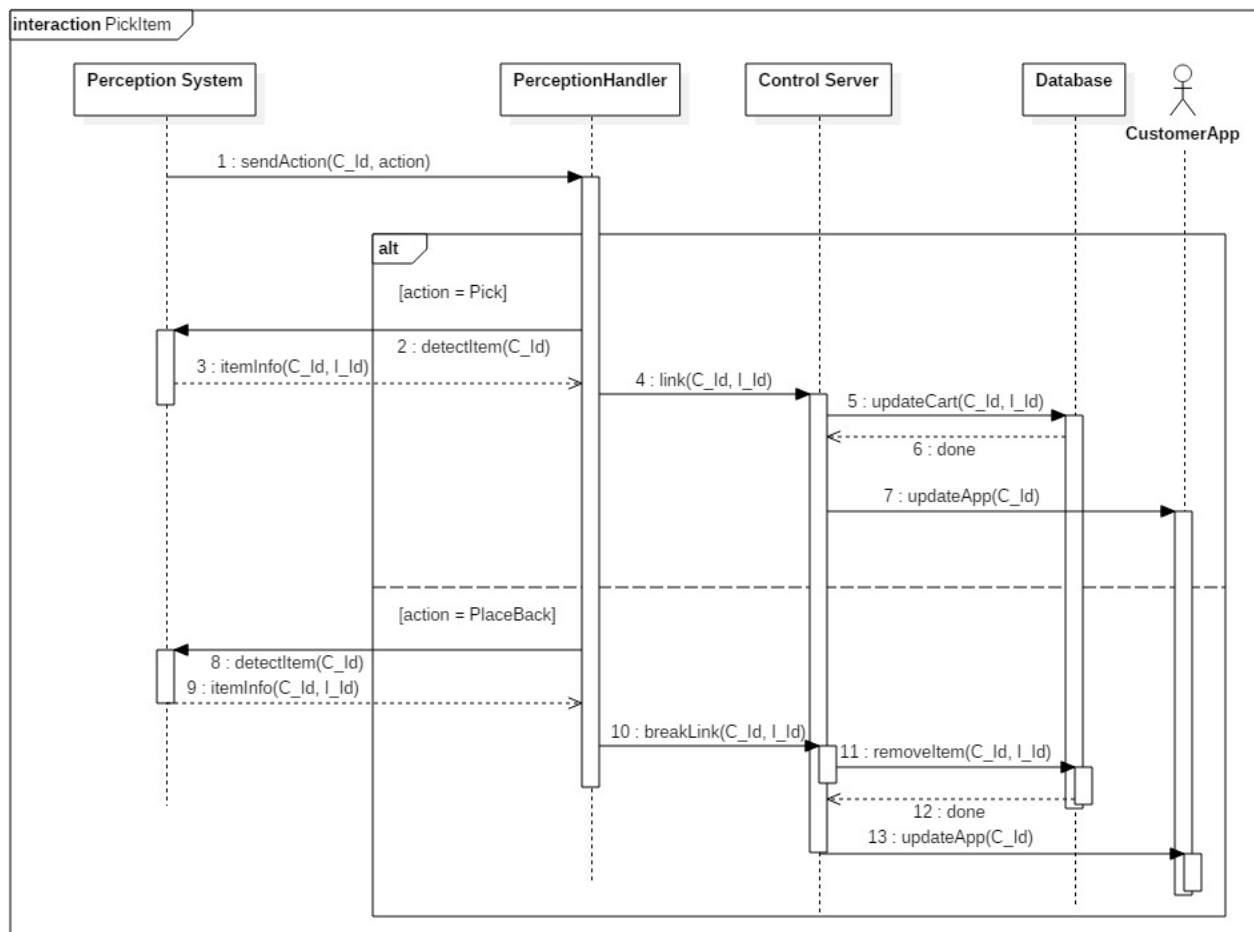 interaction PickItem
Perception System
PerceptionHandler
Control Server
Database
CustomerApp
1 : sendAction(C_Id, action)
alt
[action = Pick]
2 : detectItem(C_Id)
3 : itemInfo(C_Id, I_Id)
4 : link(C_Id, I_Id)
5 : updateCart(C_Id, I_Id)
6 : done
7 : updateApp(C_Id)
[action = PlaceBack]
8 : detectItem(C_Id)
9 : itemInfo(C_Id, I_Id)
10 : breakLink(C_Id, I_Id)
11 : removeItem(C_Id, I_Id)
12 : done
13 : updateApp(C_Id)